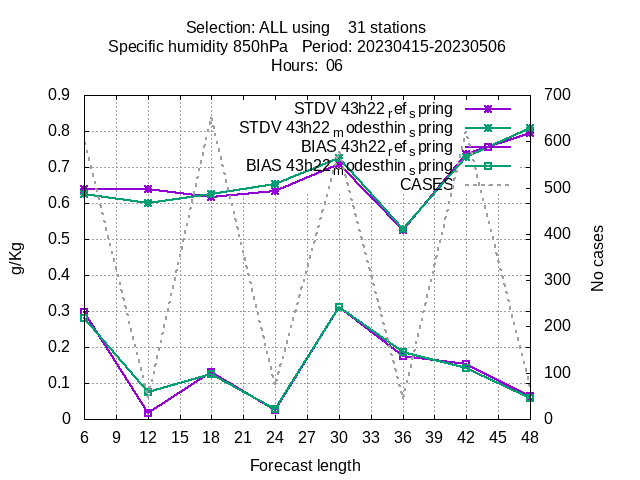 Selection: ALL using 31 stations
Specific humidity 850hPa Period: 20230415-20230506
Hours: 06
STDV 43h22_ref_spring
STDV 43h22_modesthin_spring
BIAS 43h22_ref_spring
BIAS 43h22_modesthin_spring
CASES
0.9
0.8
0.7
0.6
0.5
0.4
0.3
0.2
0.1
0
g/Kg
700
600
500
400
300
200
100
0
No cases
6 9 12 15 18 21 24 27 30 33 36 39 42 45 48
Forecast length